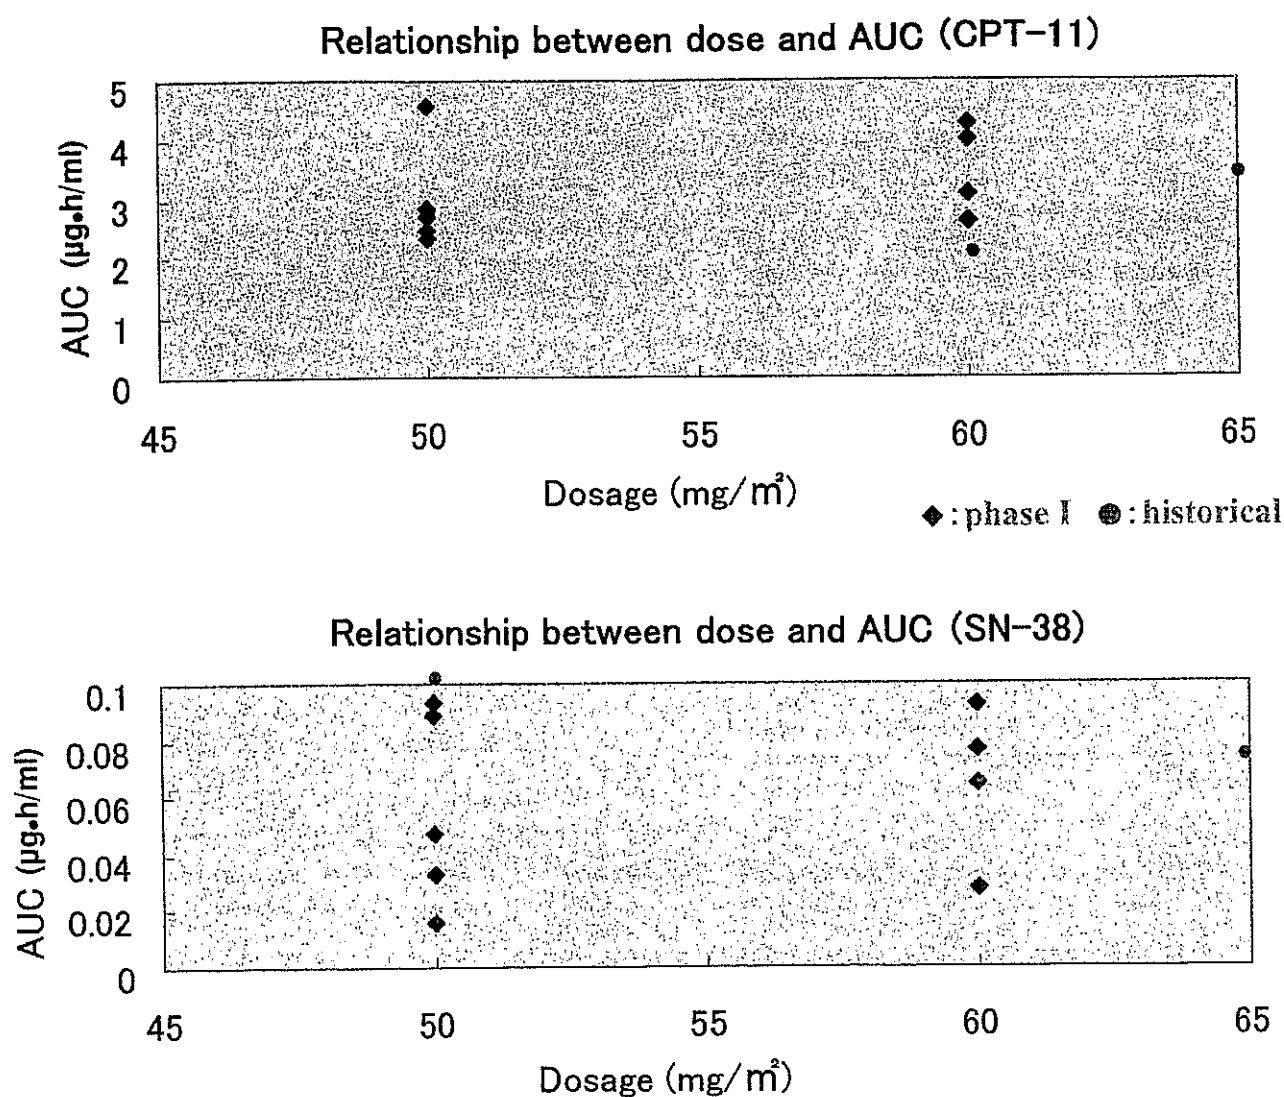 Relationship between dose and AUC (CPT-11)
5
4
3
2
1
0
AUC (µg•h/ml)
45 50 55 60 65
Dosage (mg/㎡)
◆:phase I ●:historical
Relationship between dose and AUC (SN-38)
0.1
0.08
0.06
0.04
0.02
0
AUC (µg•h/ml)
45 50 55 60 65
Dosage (mg/㎡)